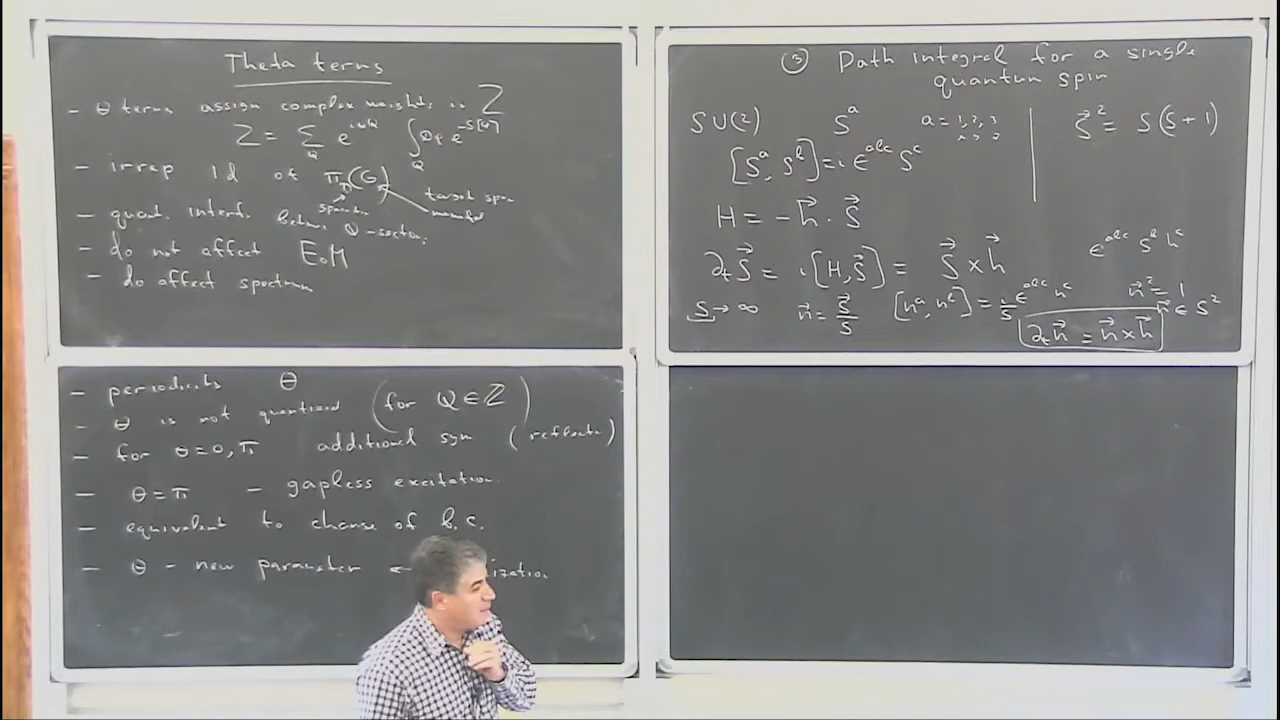 Theta terms
- θ terms assign complex weights in Z
Z = Σ_Q e^{iθQ} ∫_Q Dφ e^{-S[φ]}
- irrep 1d of π_D(G)
target space manifold
spacetime
- quant. interf. between Q-sectors
- do not affect EoM
- do affect spectrum
- periodicity θ
- θ is not quantized (for Q ∈ Z)
- for θ=0, π additional sym (reflection)
- θ = π - gapless excitation
- equivalent to change of b.c.
- θ - new parameter ←
③ Path integral for a single
quantum spin
SU(2) S^a a = 1, 2, 3
S⃗² = S(S+1)
[S^a, S^b] = i ε^{abc} S^c
H = -h⃗ · S⃗
∂_t S⃗ = i[H, S⃗] = S⃗ × h⃗
ε^{abc} S^b h^c
S → ∞ n⃗ = S⃗/S [n^a, n^b] = i/S ε^{abc} n^c n⃗² = 1
n⃗ ∈ S²
∂_t n⃗ = n⃗ × h⃗